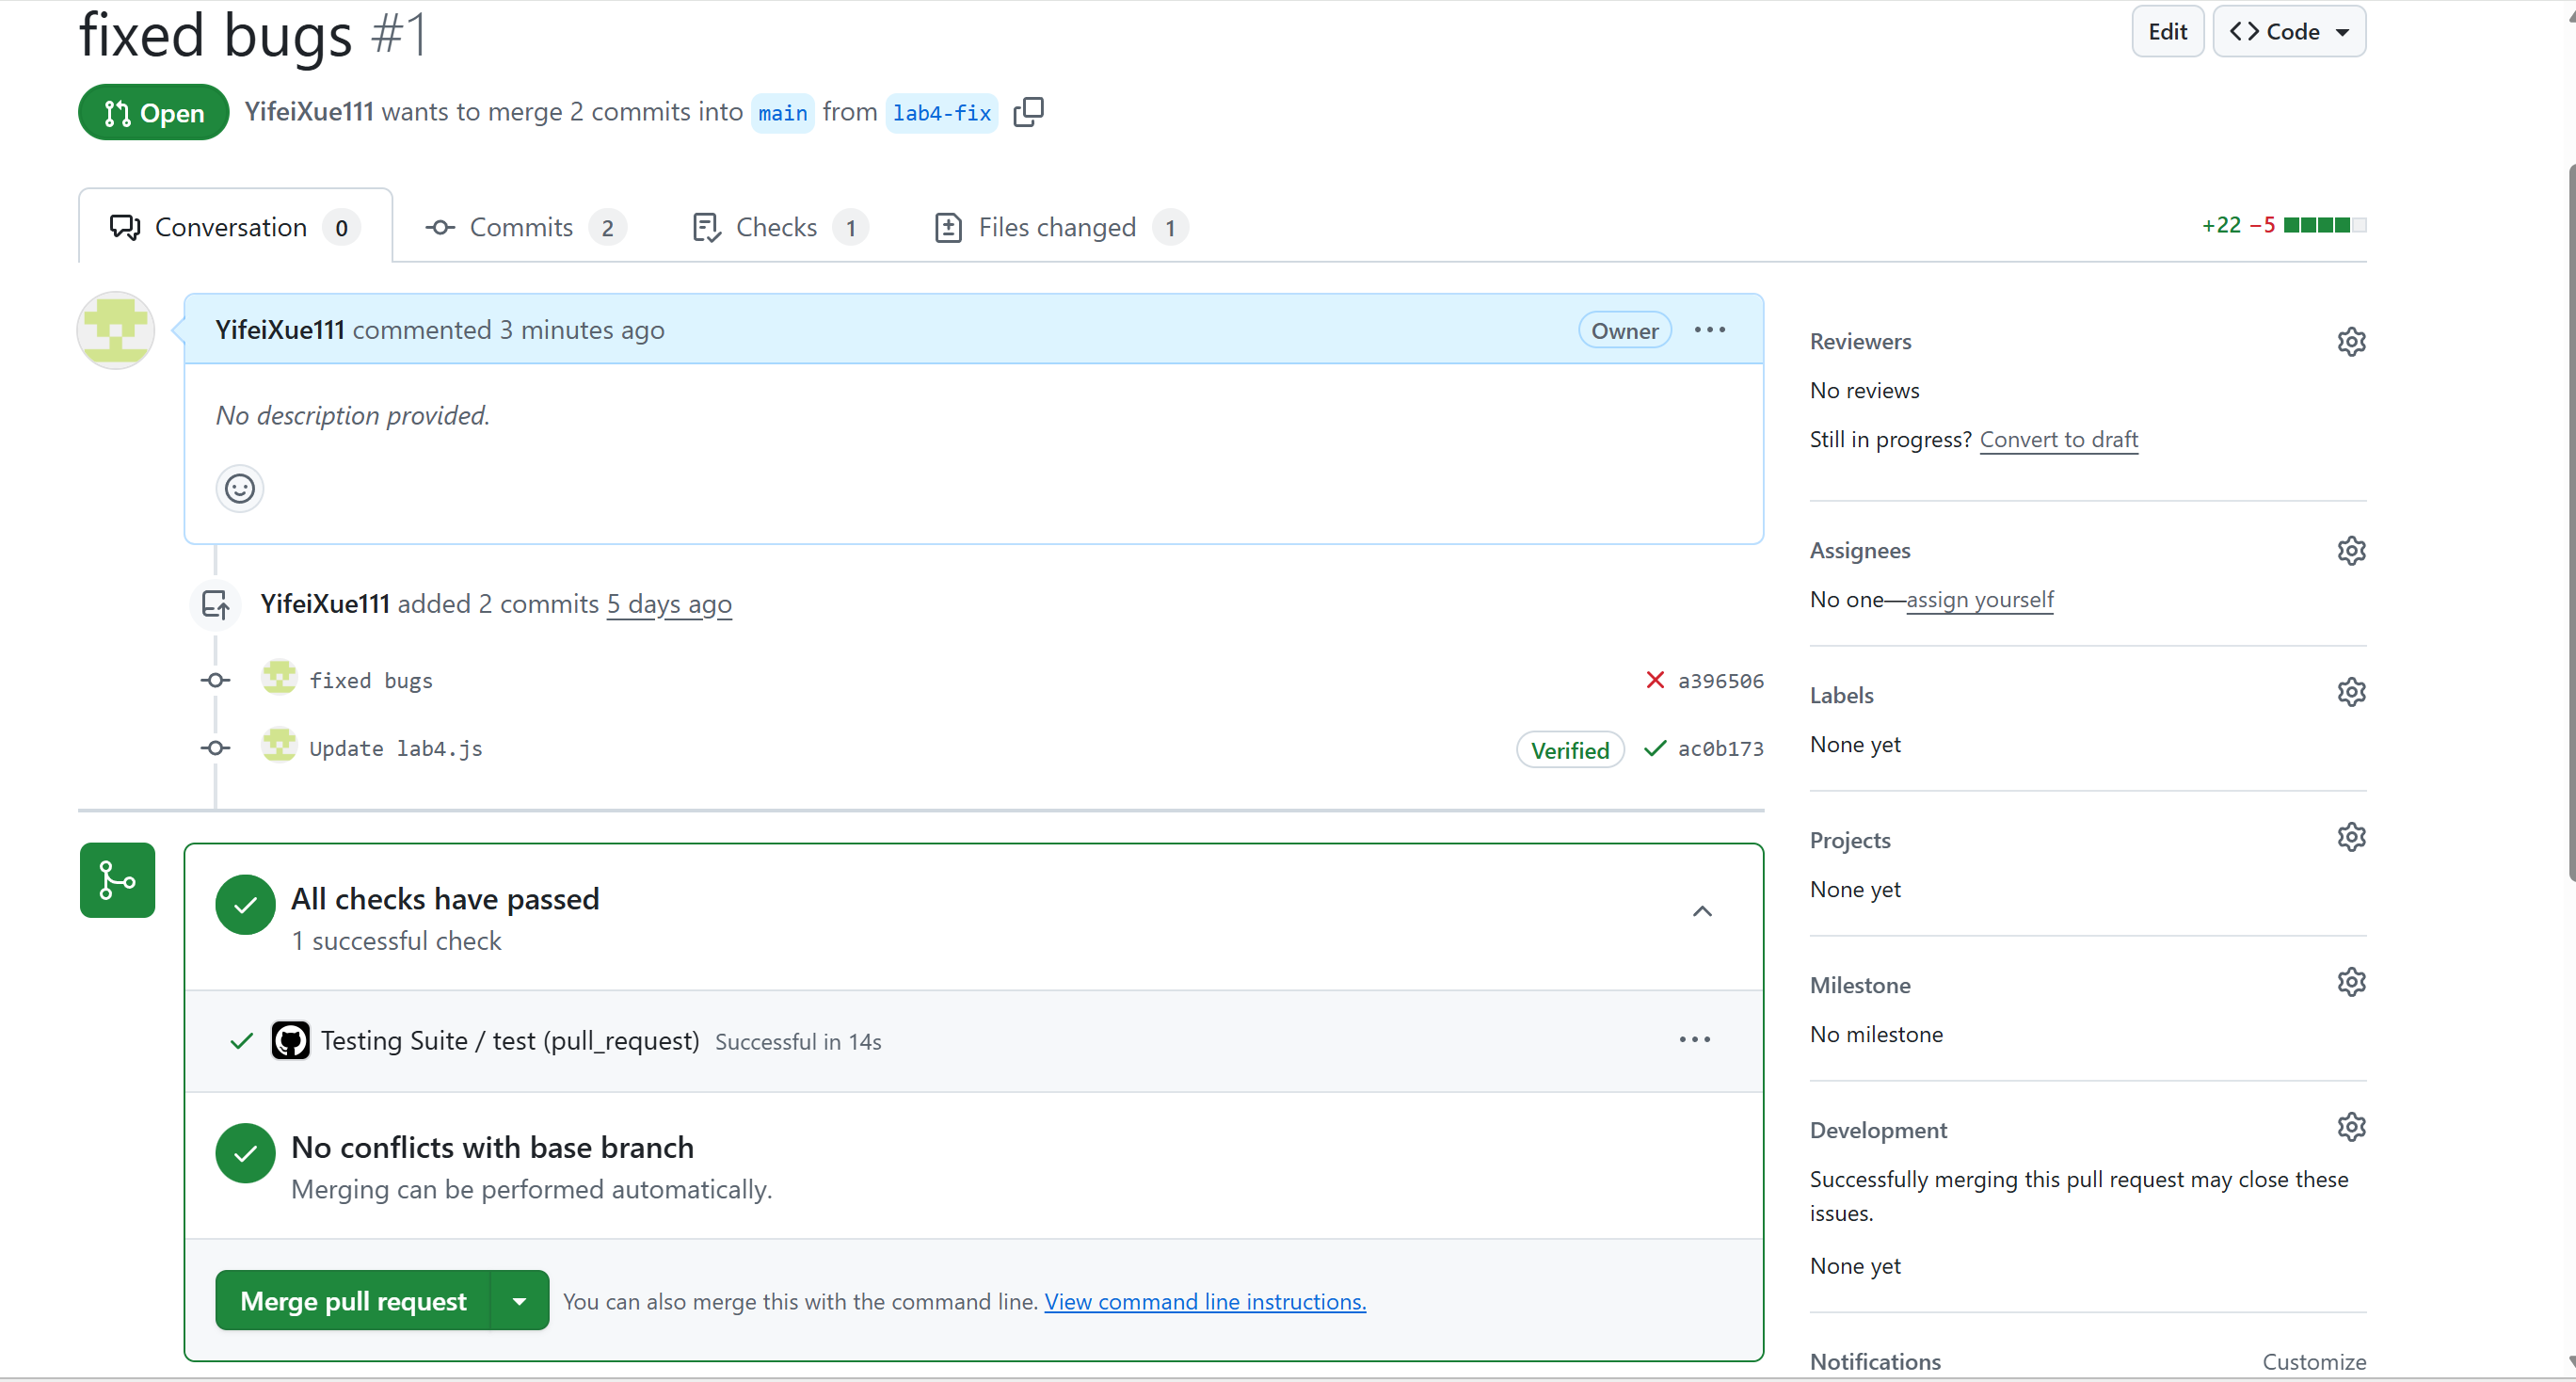 fixed bugs #1
Edit
Code
Open
YifeiXue111 wants to merge 2 commits into main from lab4-fix
Conversation 0
Commits 2
Checks 1
Files changed 1
+22 −5
YifeiXue111 commented 3 minutes ago
Owner
No description provided.
YifeiXue111 added 2 commits 5 days ago
fixed bugs
a396506
Update lab4.js
Verified
ac0b173
All checks have passed
1 successful check
Testing Suite / test (pull_request) Successful in 14s
No conflicts with base branch
Merging can be performed automatically.
Merge pull request
You can also merge this with the command line. View command line instructions.
Reviewers
No reviews
Still in progress? Convert to draft
Assignees
No one—assign yourself
Labels
None yet
Projects
None yet
Milestone
No milestone
Development
Successfully merging this pull request may close these
issues.
None yet
Notifications
Customize